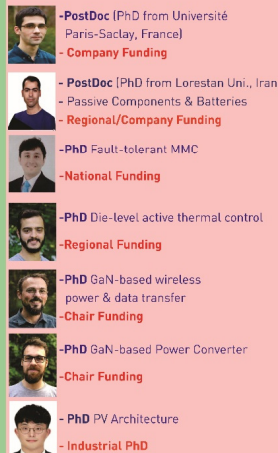 -PostDoc (PhD from Université
Paris-Saclay, France)
- Company Funding
- PostDoc (PhD from Lorestan Uni., Iran
- Passive Components & Batteries
- Regional/Company Funding
-PhD Fault-tolerant MMC
-National Funding
-PhD Die-level active thermal control
-Regional Funding
-PhD GaN-based wireless
power & data transfer
-Chair Funding
-PhD GaN-based Power Converter
-Chair Funding
- PhD PV Architecture
- Industrial PhD